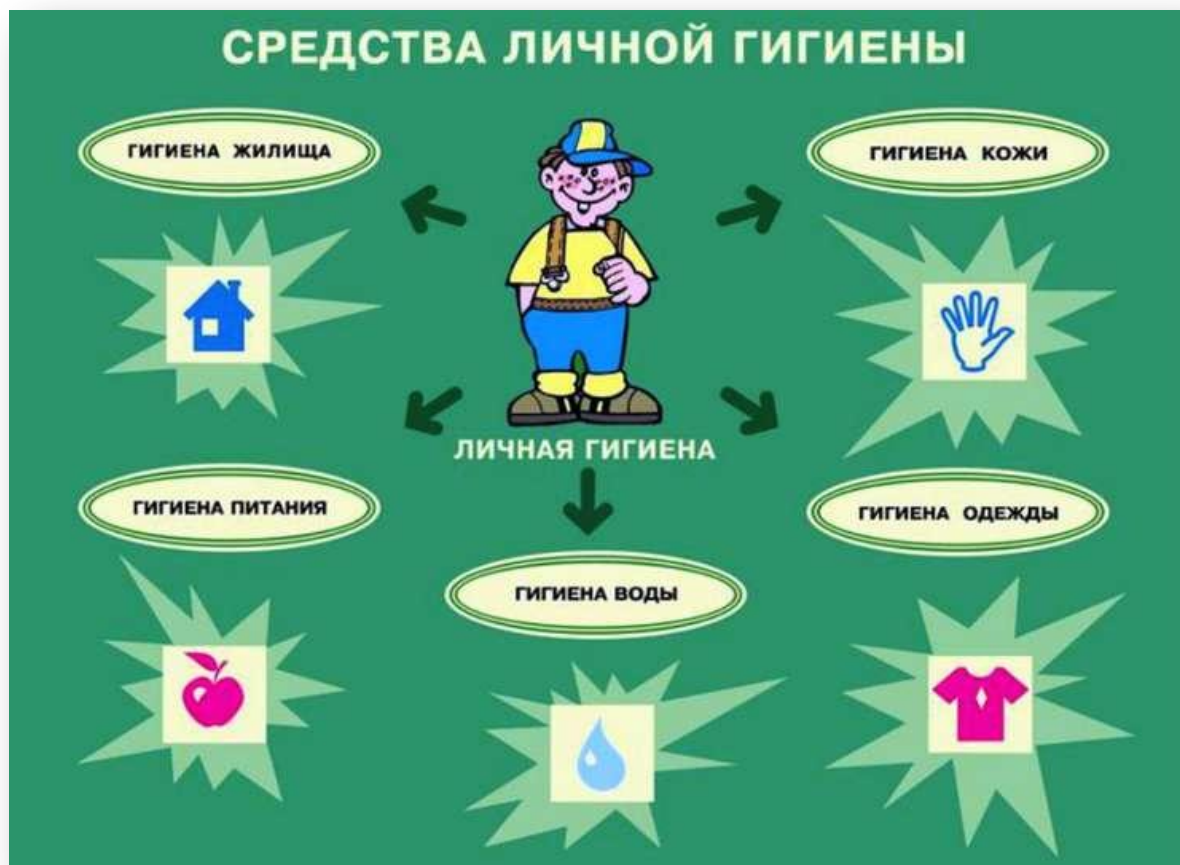 СРЕДСТВА ЛИЧНОЙ ГИГИЕНЫ
ГИГИЕНА ЖИЛИЩА
ГИГИЕНА КОЖИ
ЛИЧНАЯ ГИГИЕНА
ГИГИЕНА ПИТАНИЯ
ГИГИЕНА ОДЕЖДЫ
ГИГИЕНА ВОДЫ